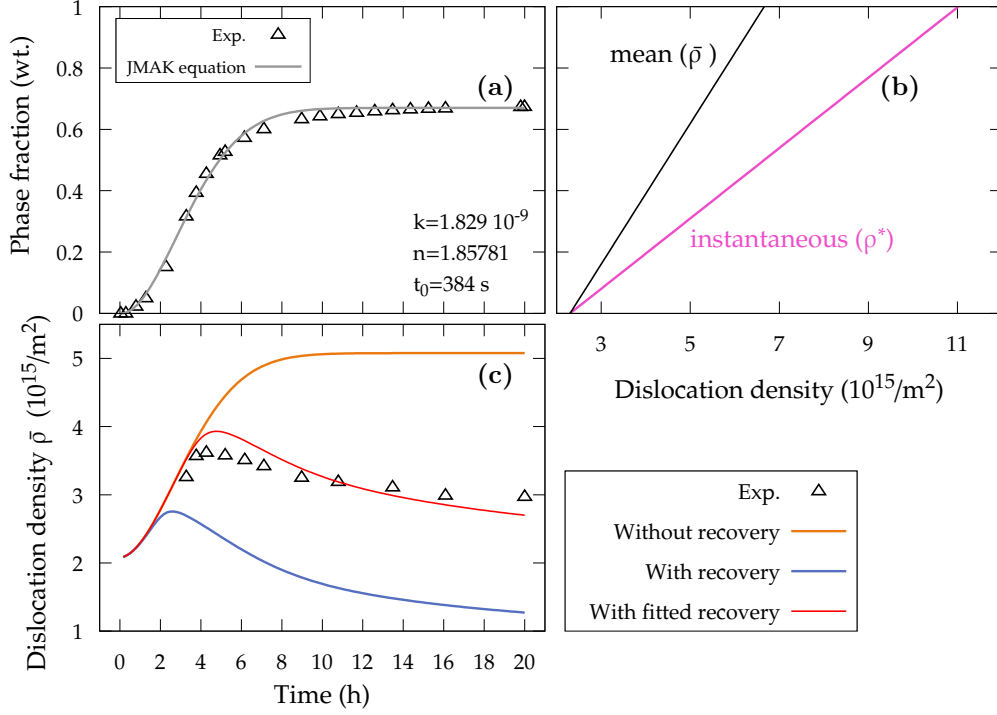 Exp.
JMAK equation
(a)
k=1.829 10⁻⁹
n=1.85781
t₀=384 s
Phase fraction (wt.)
0
0.2
0.4
0.6
0.8
1
mean (ρ̄ )
(b)
instantaneous (ρ*)
3 5 7 9 11
Dislocation density (10¹⁵/m²)
(c)
Dislocation density ρ̄ (10¹⁵/m²)
1
2
3
4
5
0 2 4 6 8 10 12 14 16 18 20
Time (h)
Exp.
Without recovery
With recovery
With fitted recovery